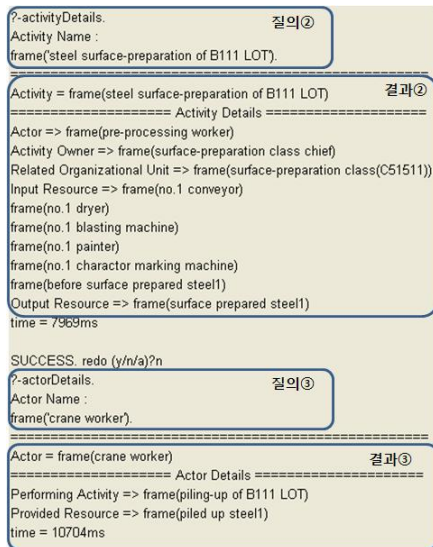 ?-activityDetails. 질의②
Activity Name :
frame('steel surface-preparation of B111 LOT').
==================================================
Activity = frame(steel surface-preparation of B111 LOT) 결과②
==================== Activity Details ====================
Actor => frame(pre-processing worker)
Activity Owner => frame(surface-preparation class chief)
Related Organizational Unit => frame(surface-preparation class(C51511))
Input Resource => frame(no.1 conveyor)
frame(no.1 dryer)
frame(no.1 blasting machine)
frame(no.1 painter)
frame(no.1 charactor marking machine)
frame(before surface prepared steel1)
Output Resource => frame(surface prepared steel1)
time = 7969ms
SUCCESS. redo (y/n/a)?n
?-actorDetails. 질의③
Actor Name :
frame('crane worker').
==================================================
Actor = frame(crane worker) 결과③
==================== Actor Details ====================
Performing Activity => frame(piling-up of B111 LOT)
Provided Resource => frame(piled up steel1)
time = 10704ms